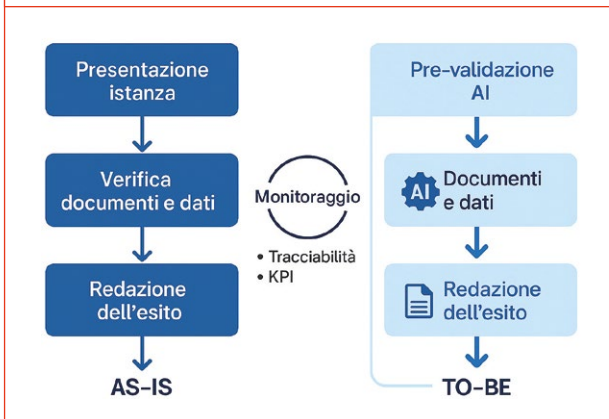 Presentazione
istanza
Verifica
documenti e dati
Redazione
dell'esito
AS-IS
Monitoraggio
• Tracciabilità
• KPI
Pre-validazione
AI
AI
Documenti
e dati
Redazione
dell'esito
TO-BE